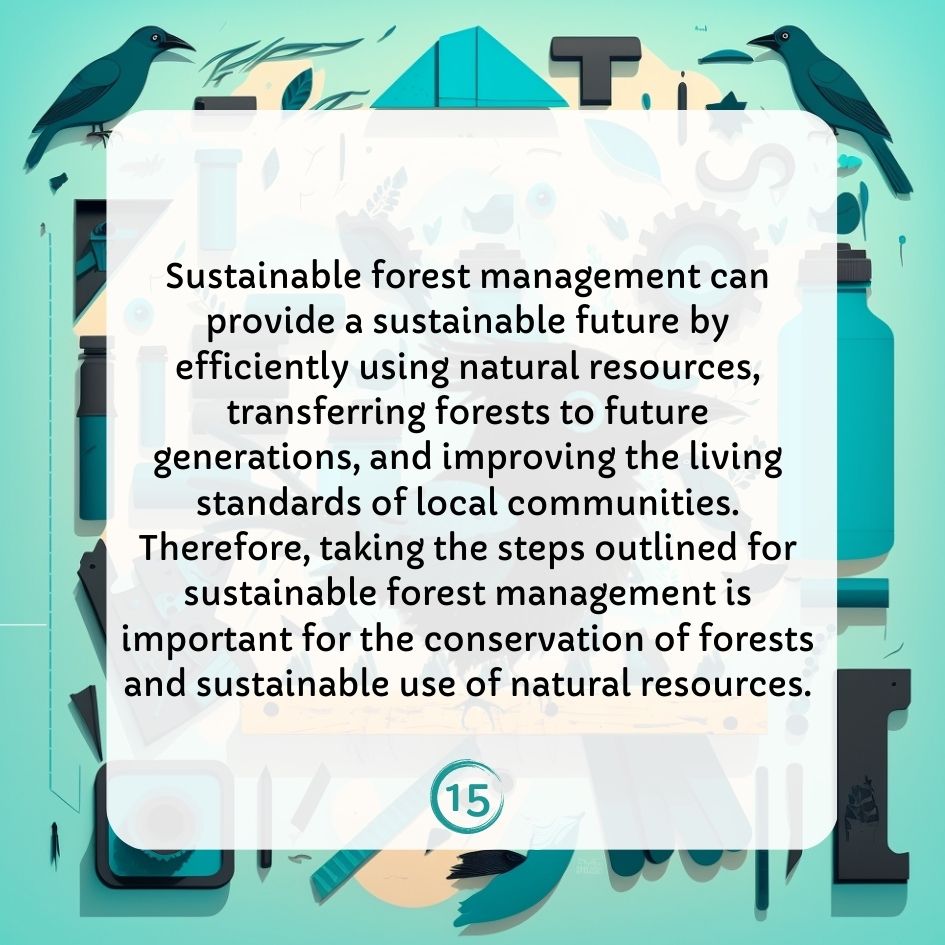 Sustainable forest management can
provide a sustainable future by
efficiently using natural resources,
transferring forests to future
generations, and improving the living
standards of local communities.
Therefore, taking the steps outlined for
sustainable forest management is
important for the conservation of forests
and sustainable use of natural resources.
15